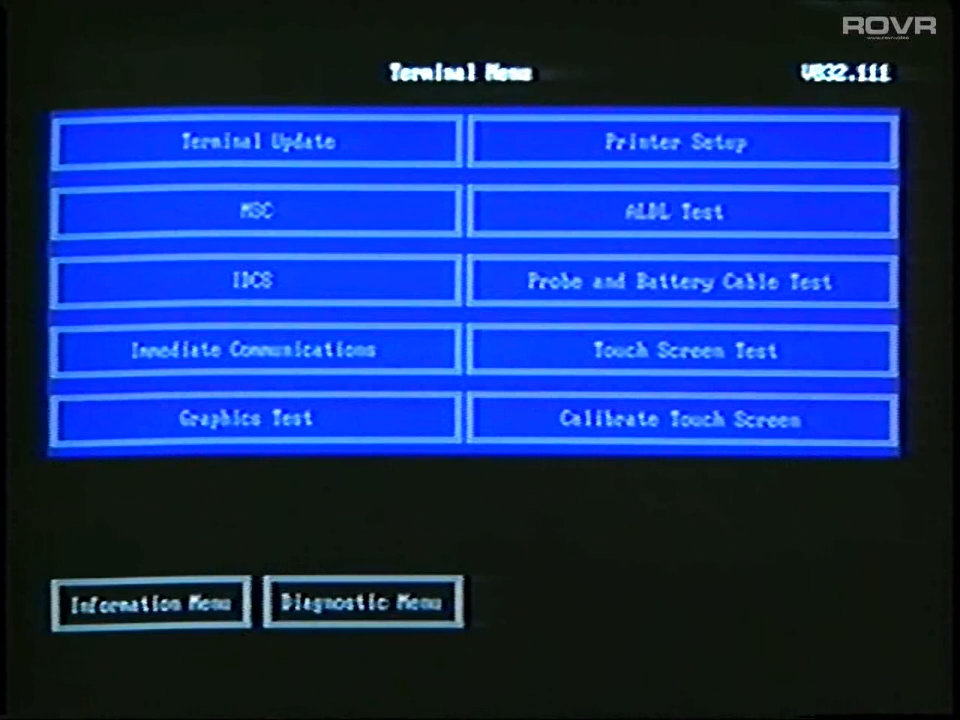 ROVR
Terminal Menu
V832.111
Terminal Update
Printer Setup
MSC
ALDL Test
IDCS
Probe and Battery Cable Test
Immediate Communications
Touch Screen Test
Graphics Test
Calibrate Touch Screen
Information Menu
Diagnostic Menu